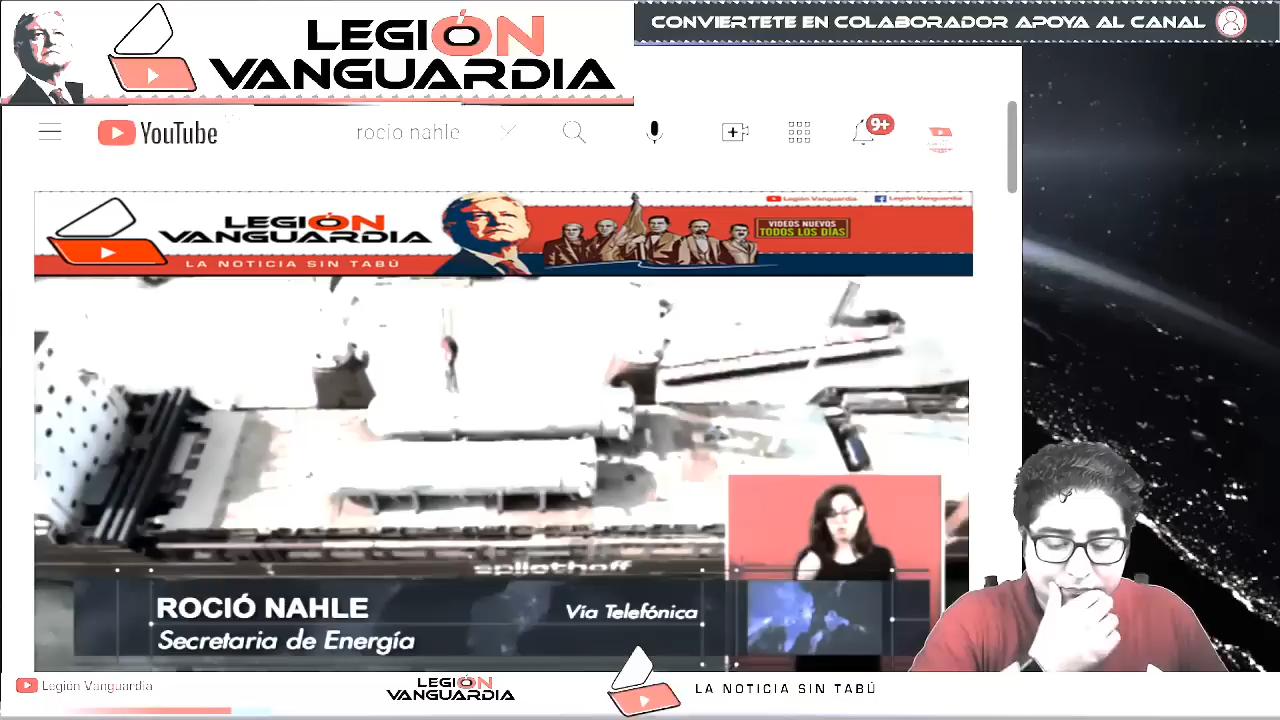 LEGIÓN
VANGUARDIA
CONVIERTETE EN COLABORADOR APOYA AL CANAL
YouTube
rocio nahle
9+
LEGIÓN
VANGUARDIA
LA NOTICIA SIN TABÚ
Legión Vanguardia
Legión Vanguardia
VIDEOS NUEVOS
TODOS LOS DÍAS
spliethoff
ROCIÓ NAHLE
Vía Telefónica
Secretaria de Energía
Legión Vanguardia
LEGIÓN
VANGUARDIA
LA NOTICIA SIN TABÚ